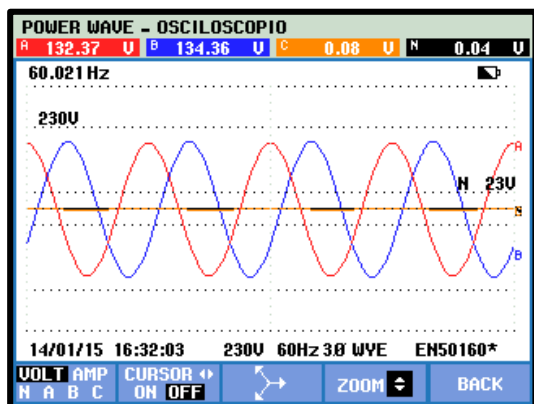 POWER WAVE - OSCILOSCOPIO
A 132.37 V B 134.36 V C 0.08 V N 0.04 V
60.021 Hz
230V
A
N 23V
N
B
14/01/15 16:32:03 230V 60Hz 3Ø WYE EN50160*
VOLT AMP CURSOR ZOOM BACK
N A B C ON OFF